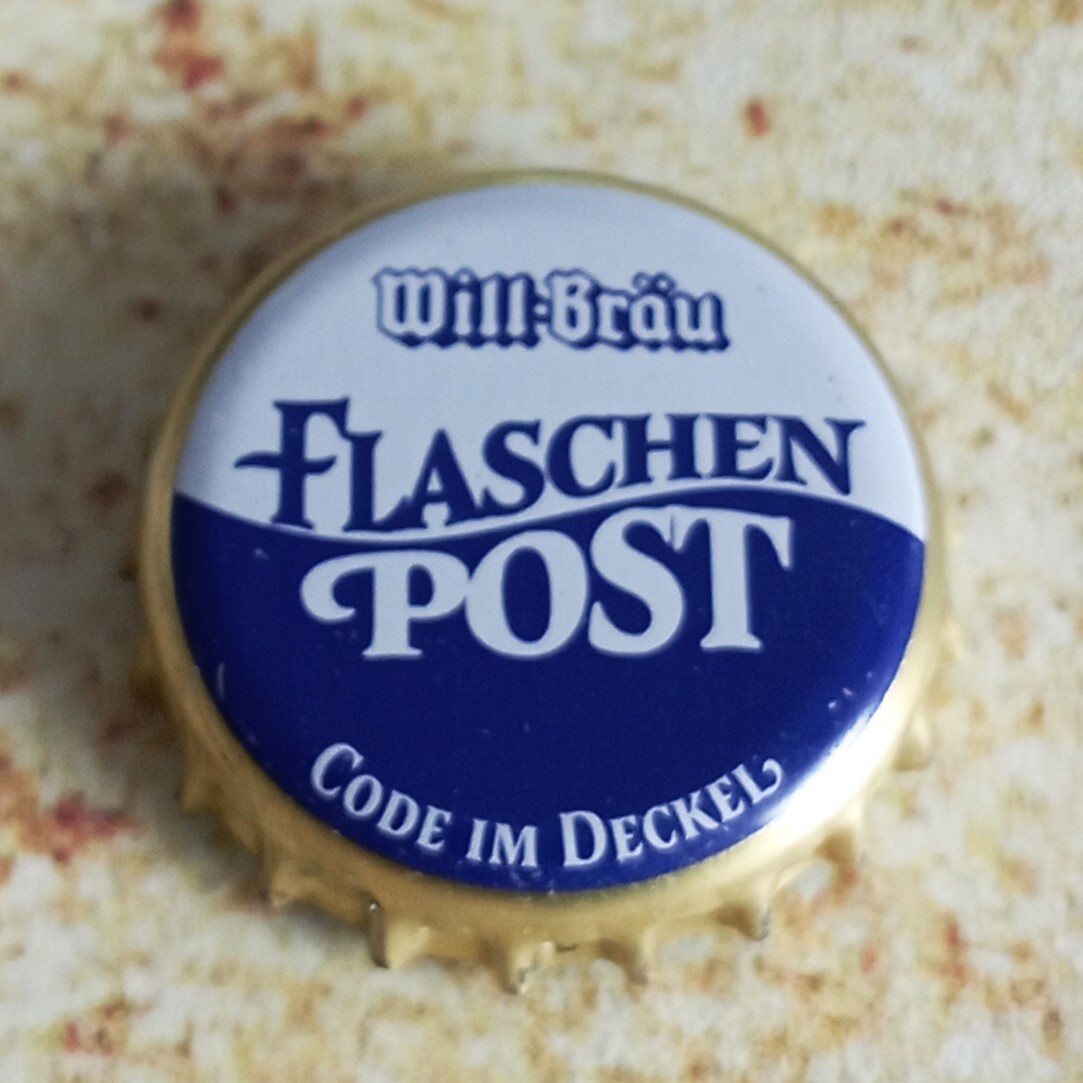 Will-Bräu
FLASCHEN
POST
CODE IM DECKEL